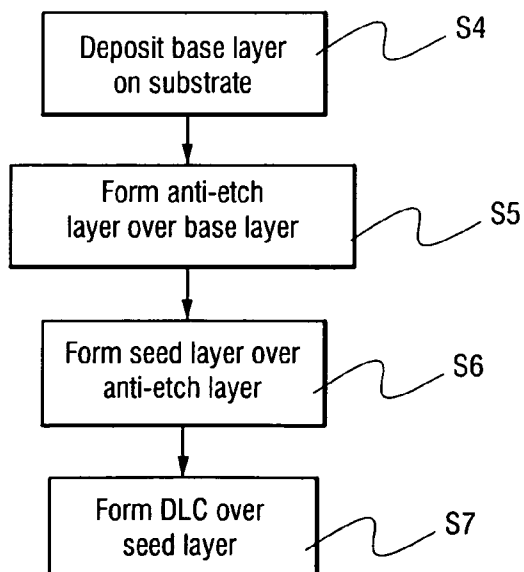 Deposit base layer
on substrate
S4
Form anti-etch
layer over base layer
S5
Form seed layer over
anti-etch layer
S6
Form DLC over
seed layer
S7